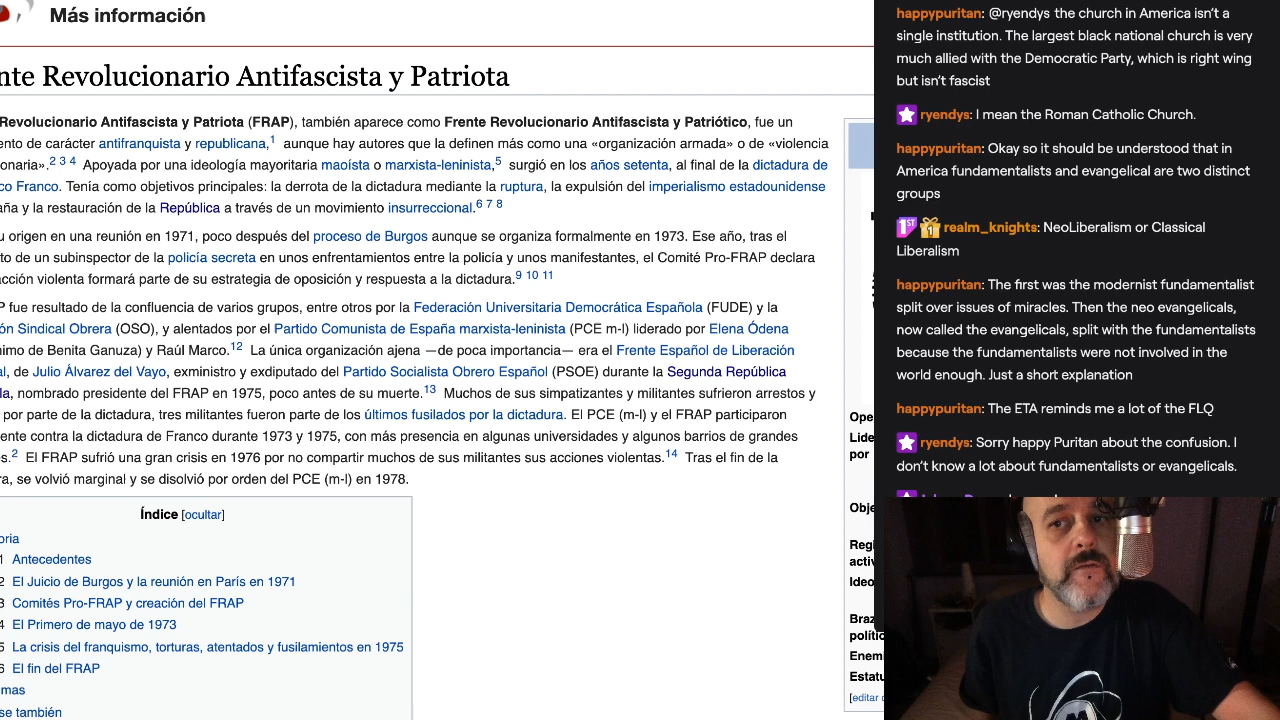 Más información
nte Revolucionario Antifascista y Patriota
Revolucionario Antifascista y Patriota (FRAP), también aparece como Frente Revolucionario Antifascista y Patriótico, fue un
ento de carácter antifranquista y republicana,1 aunque hay autores que la definen más como una «organización armada» o de «violencia
onaria».2 3 4 Apoyada por una ideología mayoritaria maoísta o marxista-leninista,5 surgió en los años setenta, al final de la dictadura de
co Franco. Tenía como objetivos principales: la derrota de la dictadura mediante la ruptura, la expulsión del imperialismo estadounidense
aña y la restauración de la República a través de un movimiento insurreccional.6 7 8
u origen en una reunión en 1971, poco después del proceso de Burgos aunque se organiza formalmente en 1973. Ese año, tras el
to de un subinspector de la policía secreta en unos enfrentamientos entre la policía y unos manifestantes, el Comité Pro-FRAP declara
acción violenta formará parte de su estrategia de oposición y respuesta a la dictadura.9 10 11
P fue resultado de la confluencia de varios grupos, entre otros por la Federación Universitaria Democrática Española (FUDE) y la
ón Sindical Obrera (OSO), y alentados por el Partido Comunista de España marxista-leninista (PCE m-l) liderado por Elena Ódena
nimo de Benita Ganuza) y Raúl Marco.12 La única organización ajena —de poca importancia— era el Frente Español de Liberación
al, de Julio Álvarez del Vayo, exministro y exdiputado del Partido Socialista Obrero Español (PSOE) durante la Segunda República
la, nombrado presidente del FRAP en 1975, poco antes de su muerte.13 Muchos de sus simpatizantes y militantes sufrieron arrestos y
por parte de la dictadura, tres militantes fueron parte de los últimos fusilados por la dictadura. El PCE (m-l) y el FRAP participaron
ente contra la dictadura de Franco durante 1973 y 1975, con más presencia en algunas universidades y algunos barrios de grandes
s.2 El FRAP sufrió una gran crisis en 1976 por no compartir muchos de sus militantes sus acciones violentas.14 Tras el fin de la
ra, se volvió marginal y se disolvió por orden del PCE (m-l) en 1978.
Índice [ocultar]
oria
1 Antecedentes
2 El Juicio de Burgos y la reunión en París en 1971
3 Comités Pro-FRAP y creación del FRAP
4 El Primero de mayo de 1973
5 La crisis del franquismo, torturas, atentados y fusilamientos en 1975
6 El fin del FRAP
mas
se también
Ope
Lide
por
Obje
Regi
activ
Ideo
Braz
polític
Enemi
Estatu
[editar d
happypuritan: @ryendys the church in America isn't a
single institution. The largest black national church is very
much allied with the Democratic Party, which is right wing
but isn't fascist
ryendys: I mean the Roman Catholic Church.
happypuritan: Okay so it should be understood that in
America fundamentalists and evangelical are two distinct
groups
1ST 1 realm_knights: NeoLiberalism or Classical
Liberalism
happypuritan: The first was the modernist fundamentalist
split over issues of miracles. Then the neo evangelicals,
now called the evangelicals, split with the fundamentalists
because the fundamentalists were not involved in the
world enough. Just a short explanation
happypuritan: The ETA reminds me a lot of the FLQ
ryendys: Sorry happy Puritan about the confusion. I
don't know a lot about fundamentalists or evangelicals.